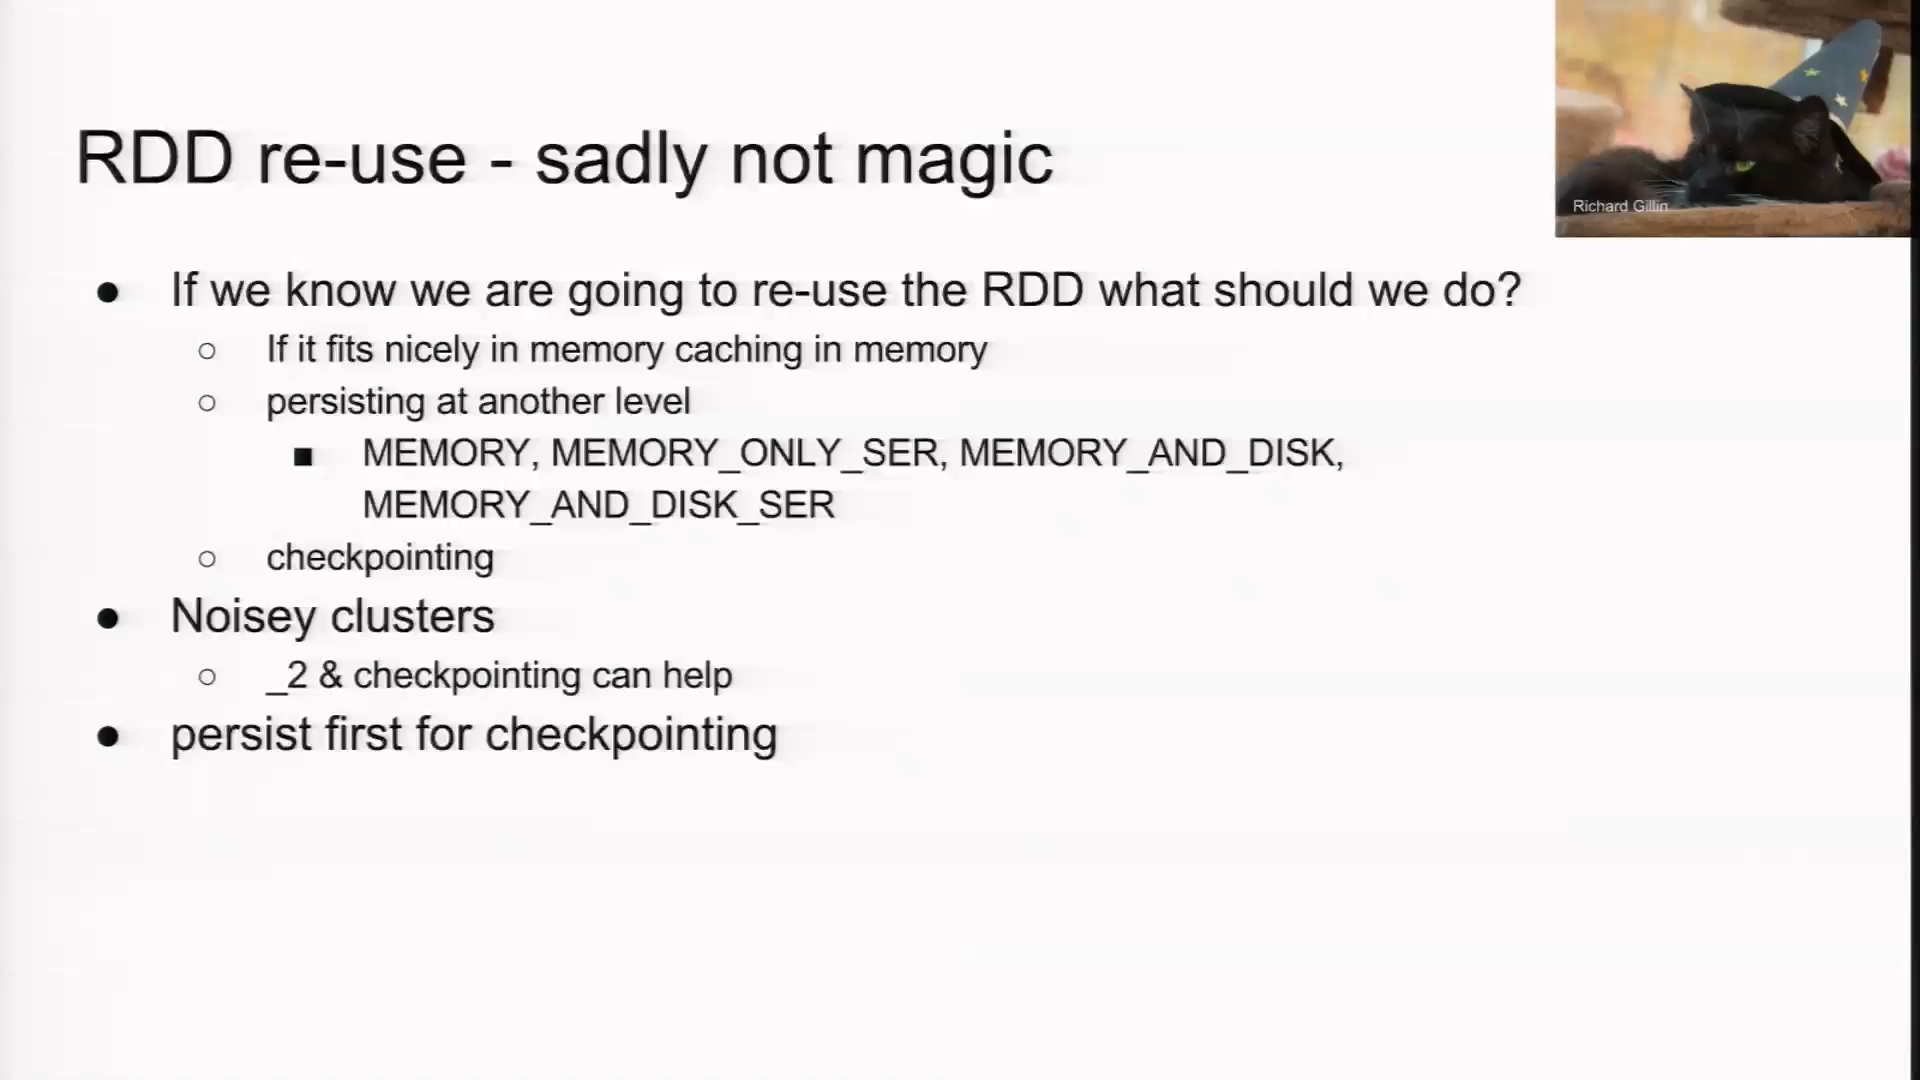 RDD re-use - sadly not magic
Richard Gillin
● If we know we are going to re-use the RDD what should we do?
○ If it fits nicely in memory caching in memory
○ persisting at another level
■ MEMORY, MEMORY_ONLY_SER, MEMORY_AND_DISK,
MEMORY_AND_DISK_SER
○ checkpointing
● Noisey clusters
○ _2 & checkpointing can help
● persist first for checkpointing